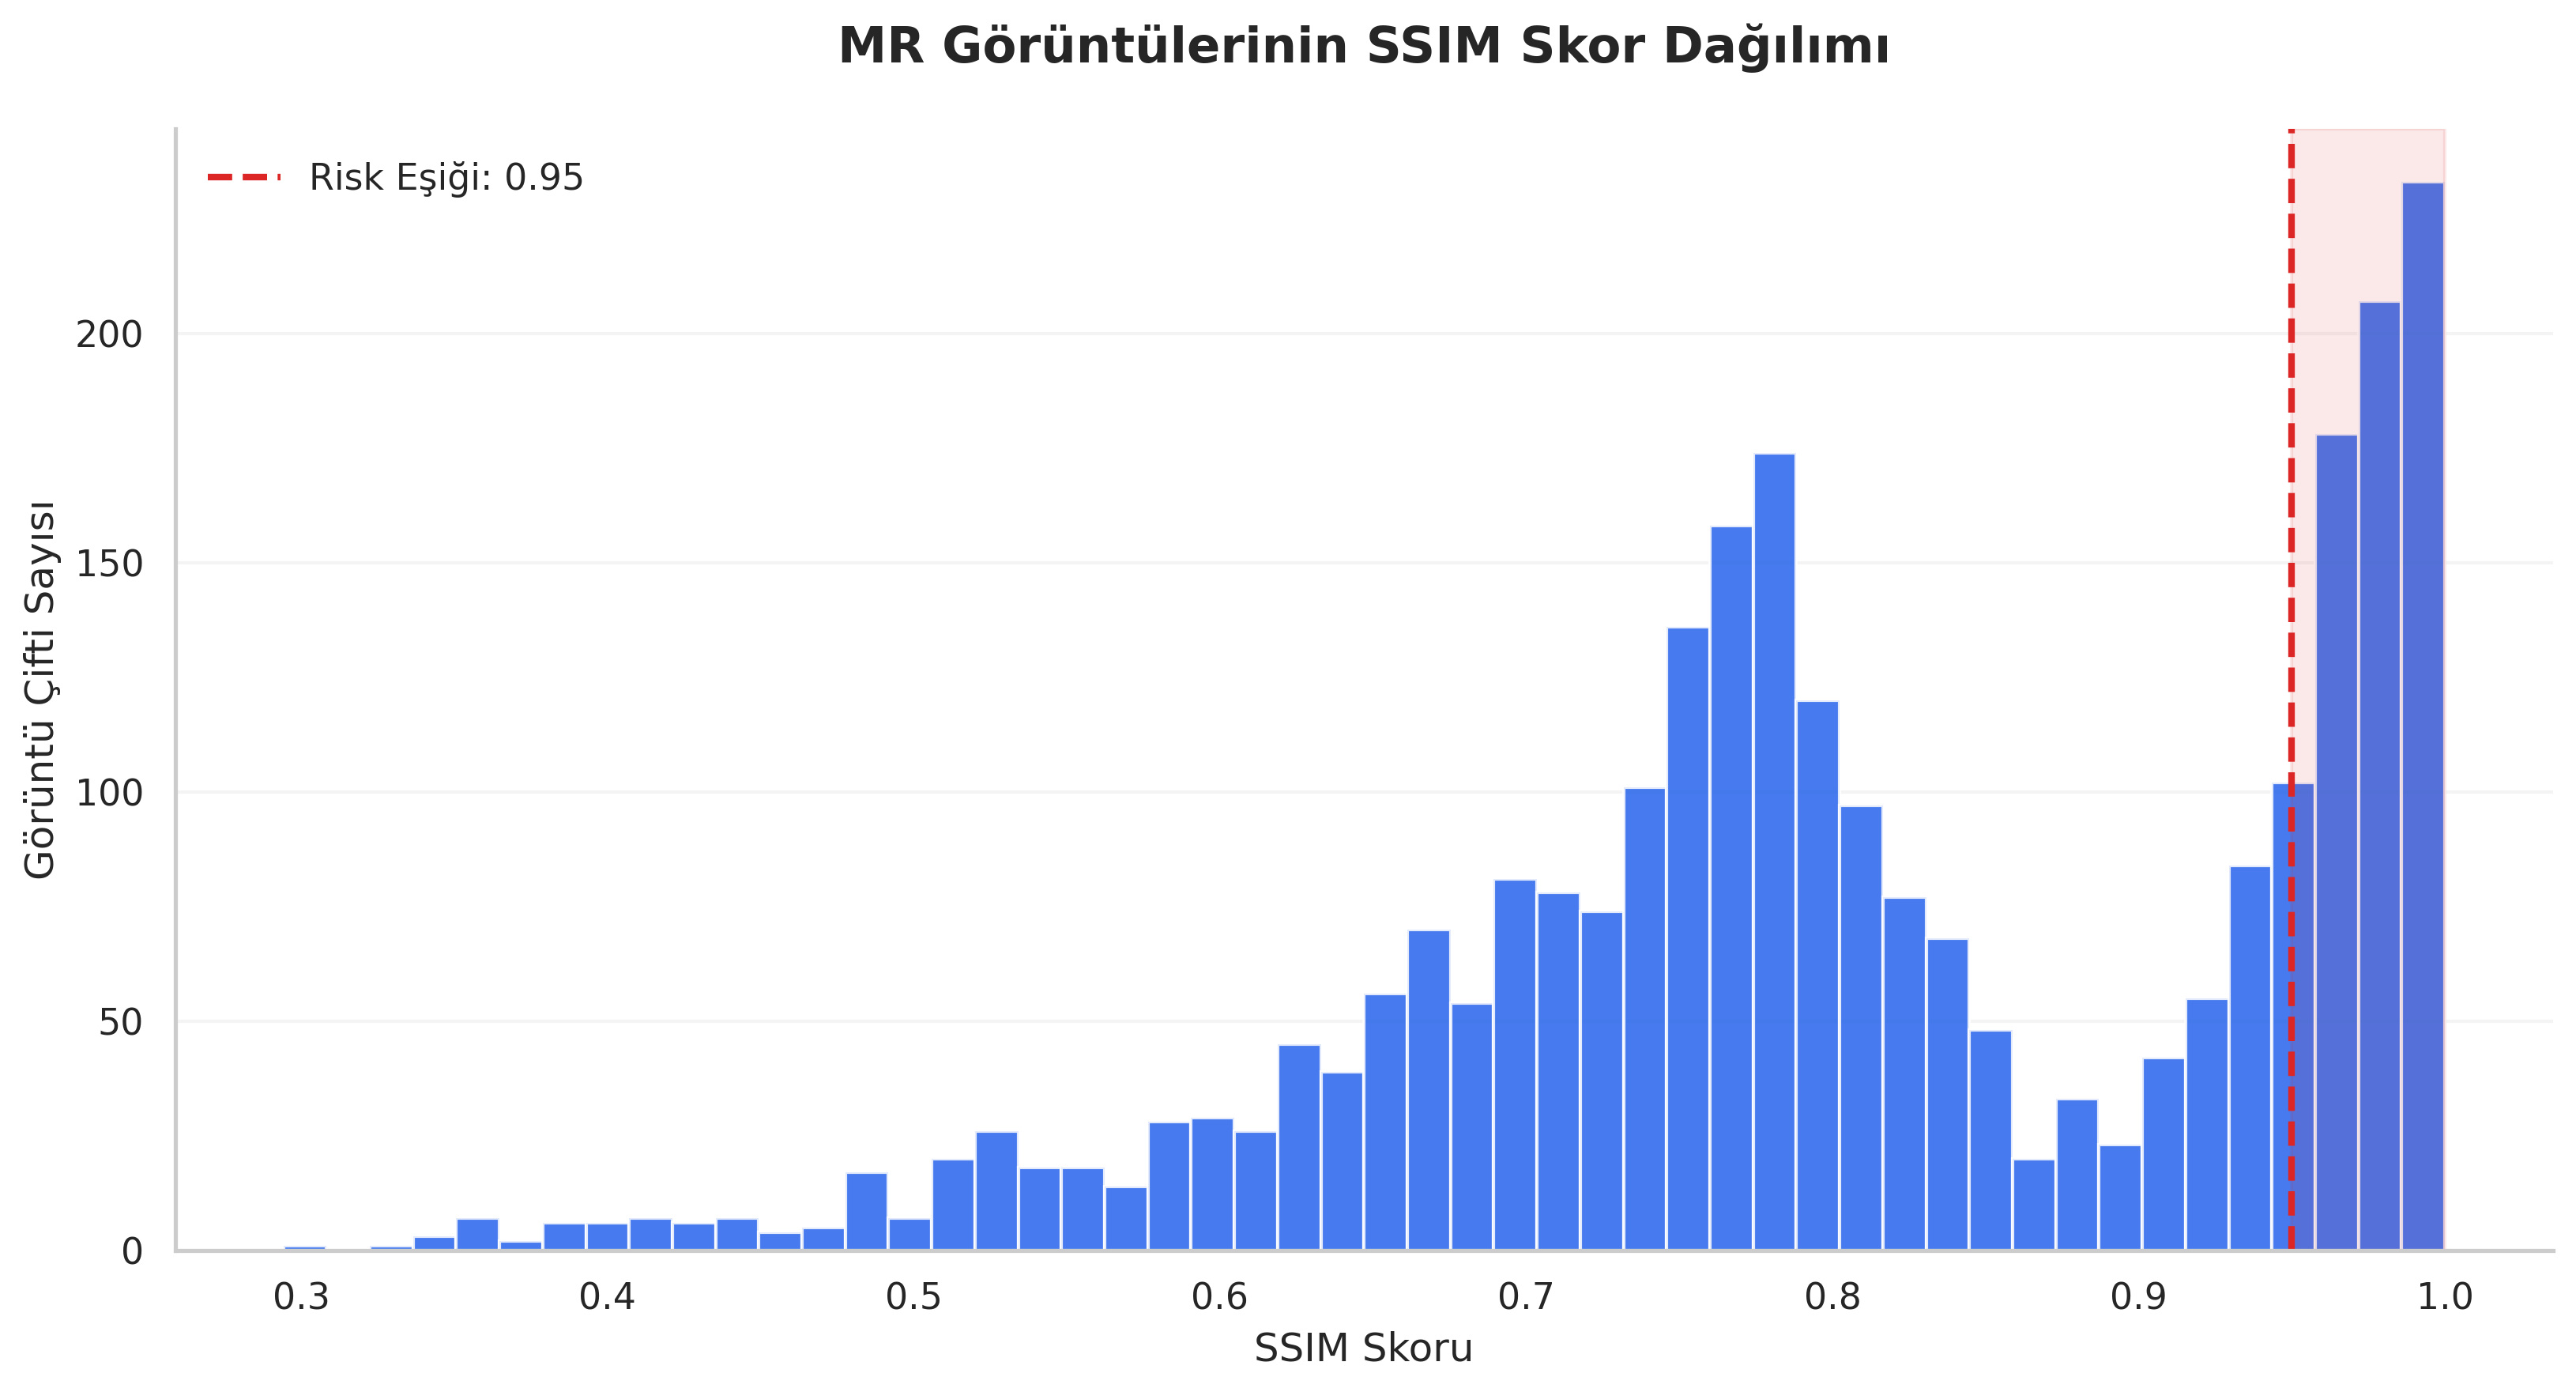 MR Görüntülerinin SSIM Skor Dağılımı
Risk Eşiği: 0.95
Görüntü Çifti Sayısı
200
150
100
50
0
0.3 0.4 0.5 0.6 0.7 0.8 0.9 1.0
SSIM Skoru